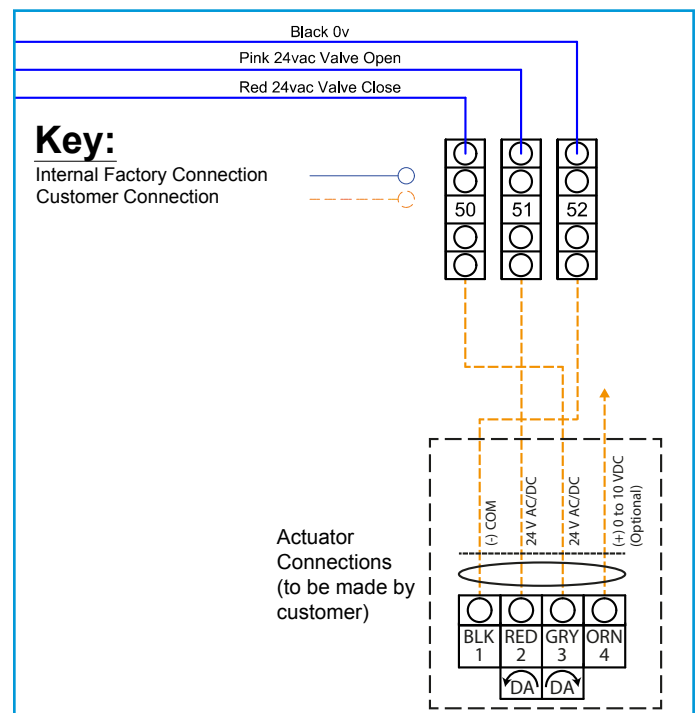 Black 0v
Pink 24vac Valve Open
Red 24vac Valve Close
Key:
Internal Factory Connection
Customer Connection
50 51 52
(-) COM
24 V AC/DC
24 V AC/DC
(+) 0 to 10 VDC
(Optional)
Actuator
Connections
(to be made by
customer)
BLK RED GRY ORN
1 2 3 4
DA DA